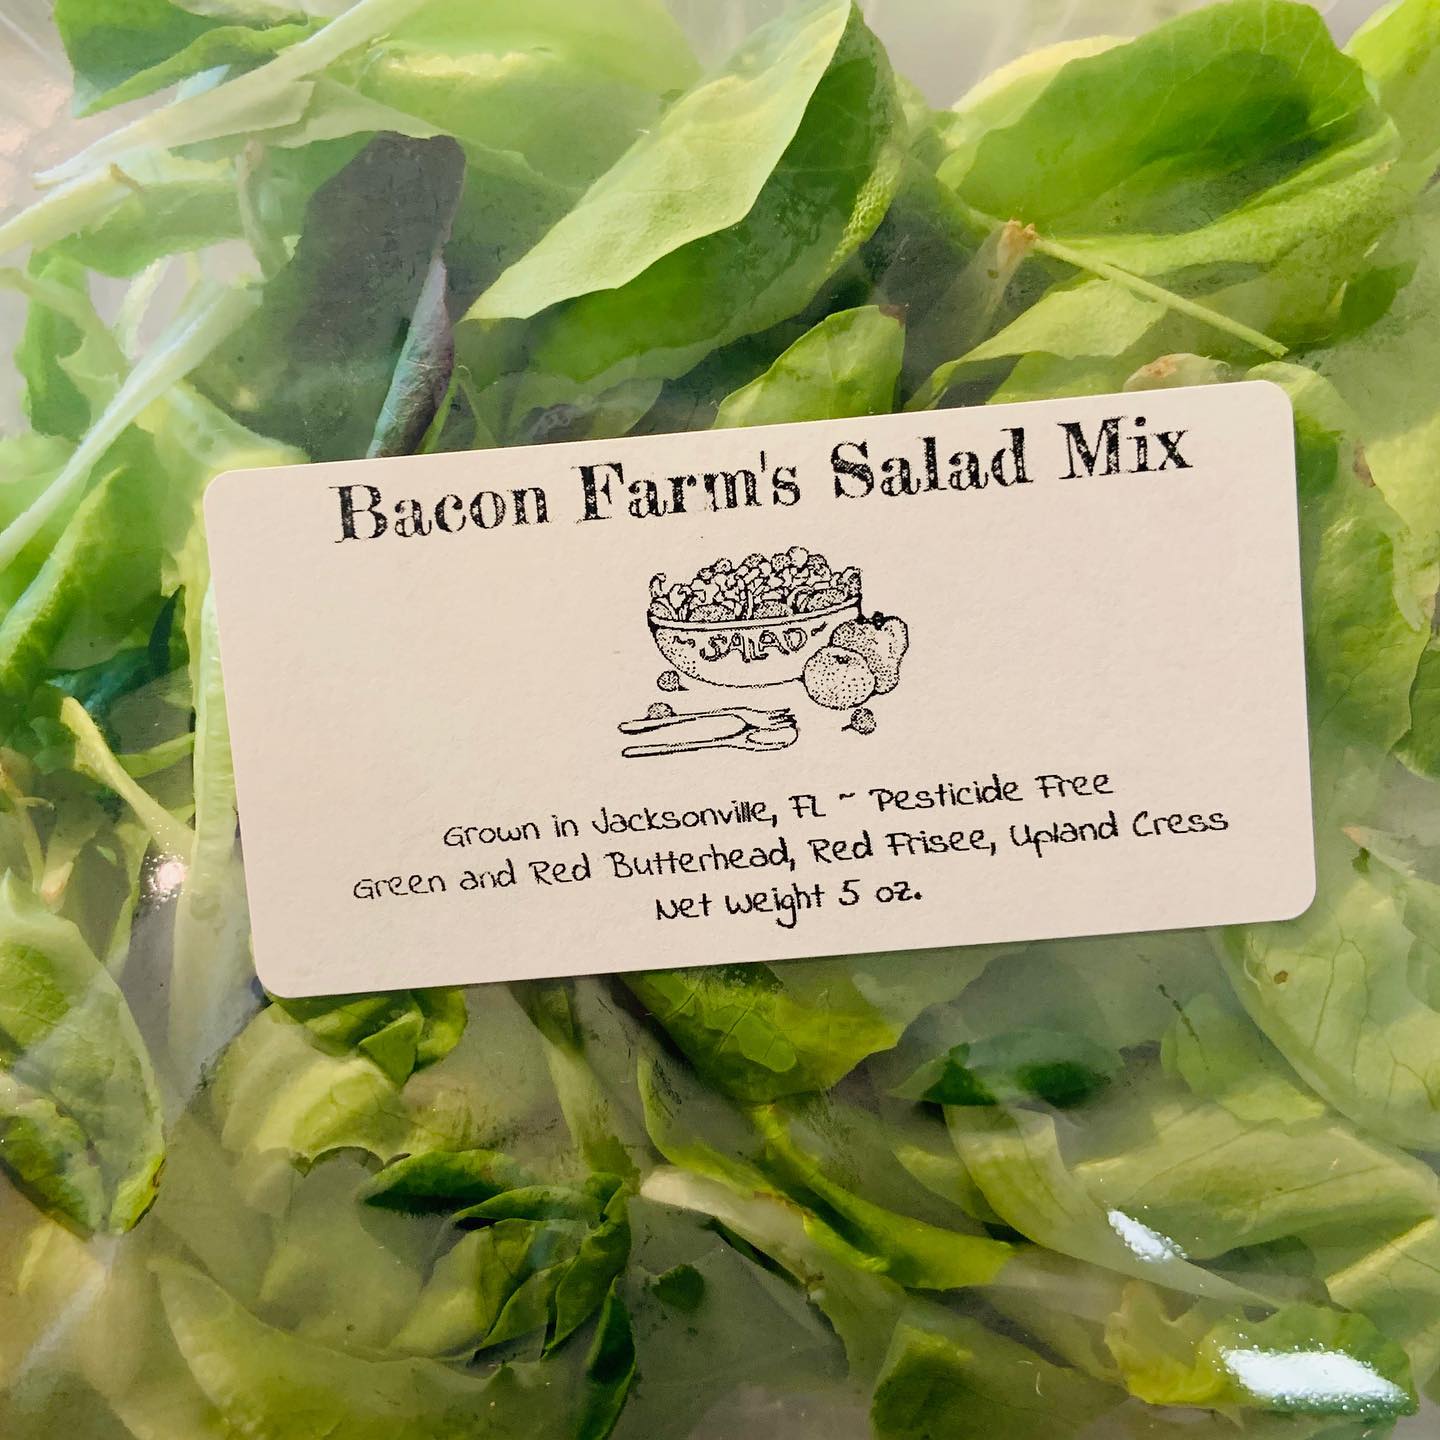 Bacon Farm's Salad Mix
SALAD
Grown in Jacksonville, FL ~ Pesticide Free
Green and Red Butterhead, Red Frisee, Upland Cress
Net Weight 5 oz.